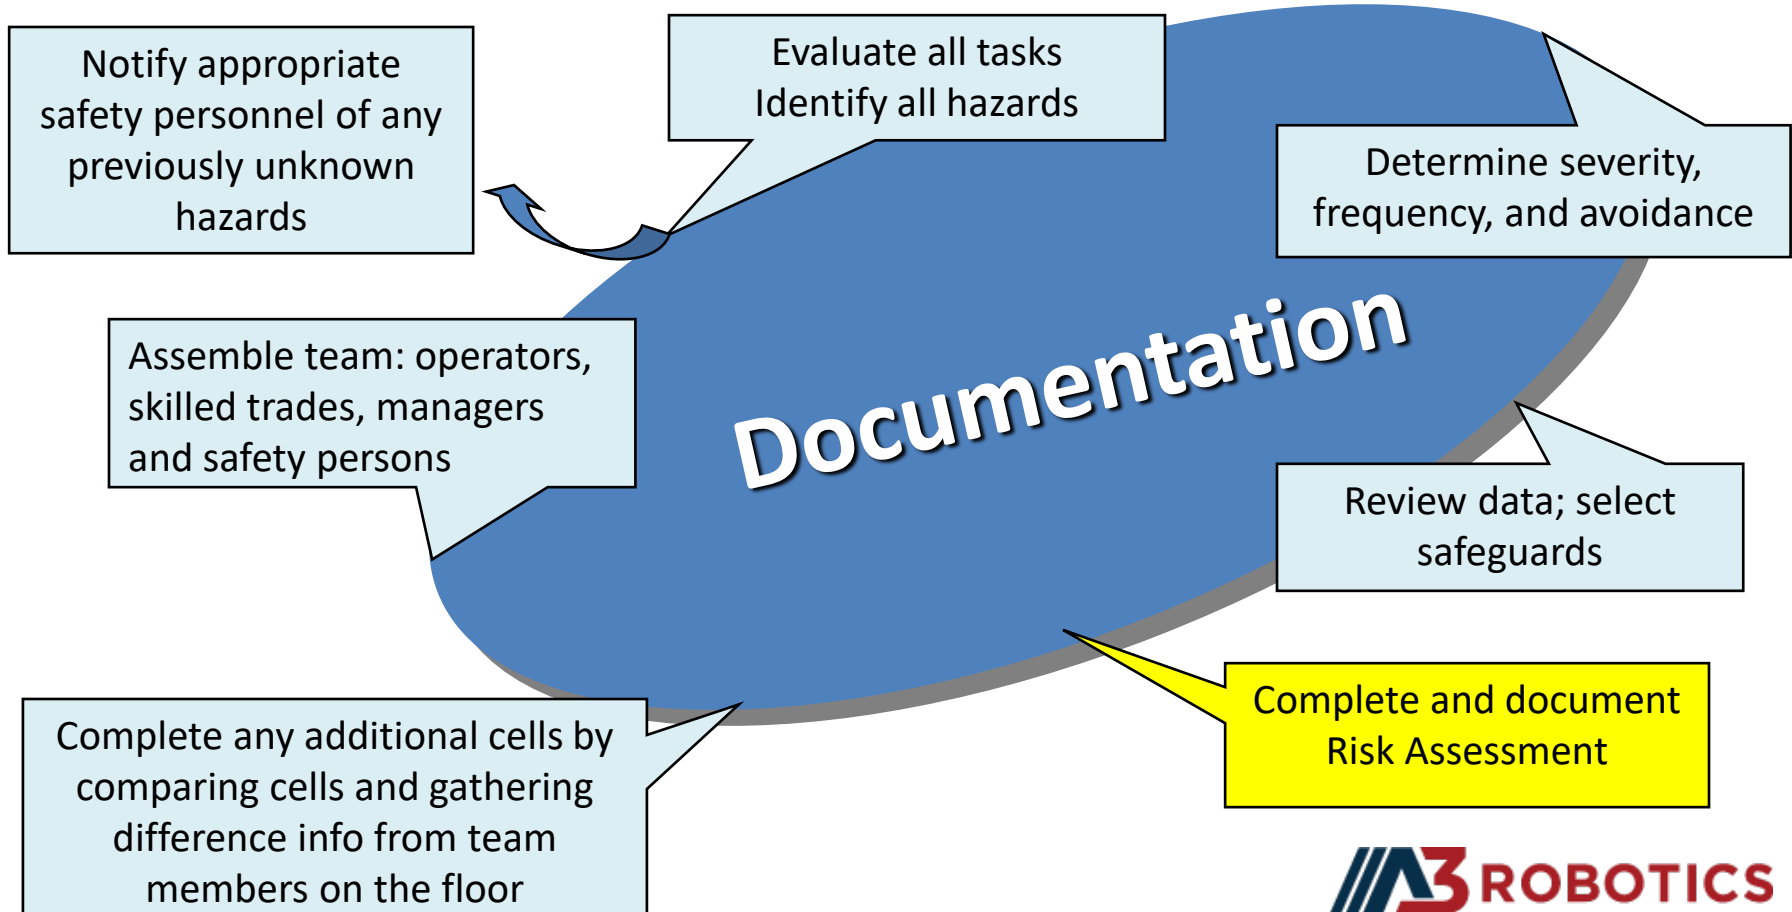 Notify appropriate
safety personnel of any
previously unknown
hazards
Evaluate all tasks
Identify all hazards
Determine severity,
frequency, and avoidance
Assemble team: operators,
skilled trades, managers
and safety persons
Documentation
Review data; select
safeguards
Complete and document
Risk Assessment
Complete any additional cells by
comparing cells and gathering
difference info from team
members on the floor
A3 ROBOTICS